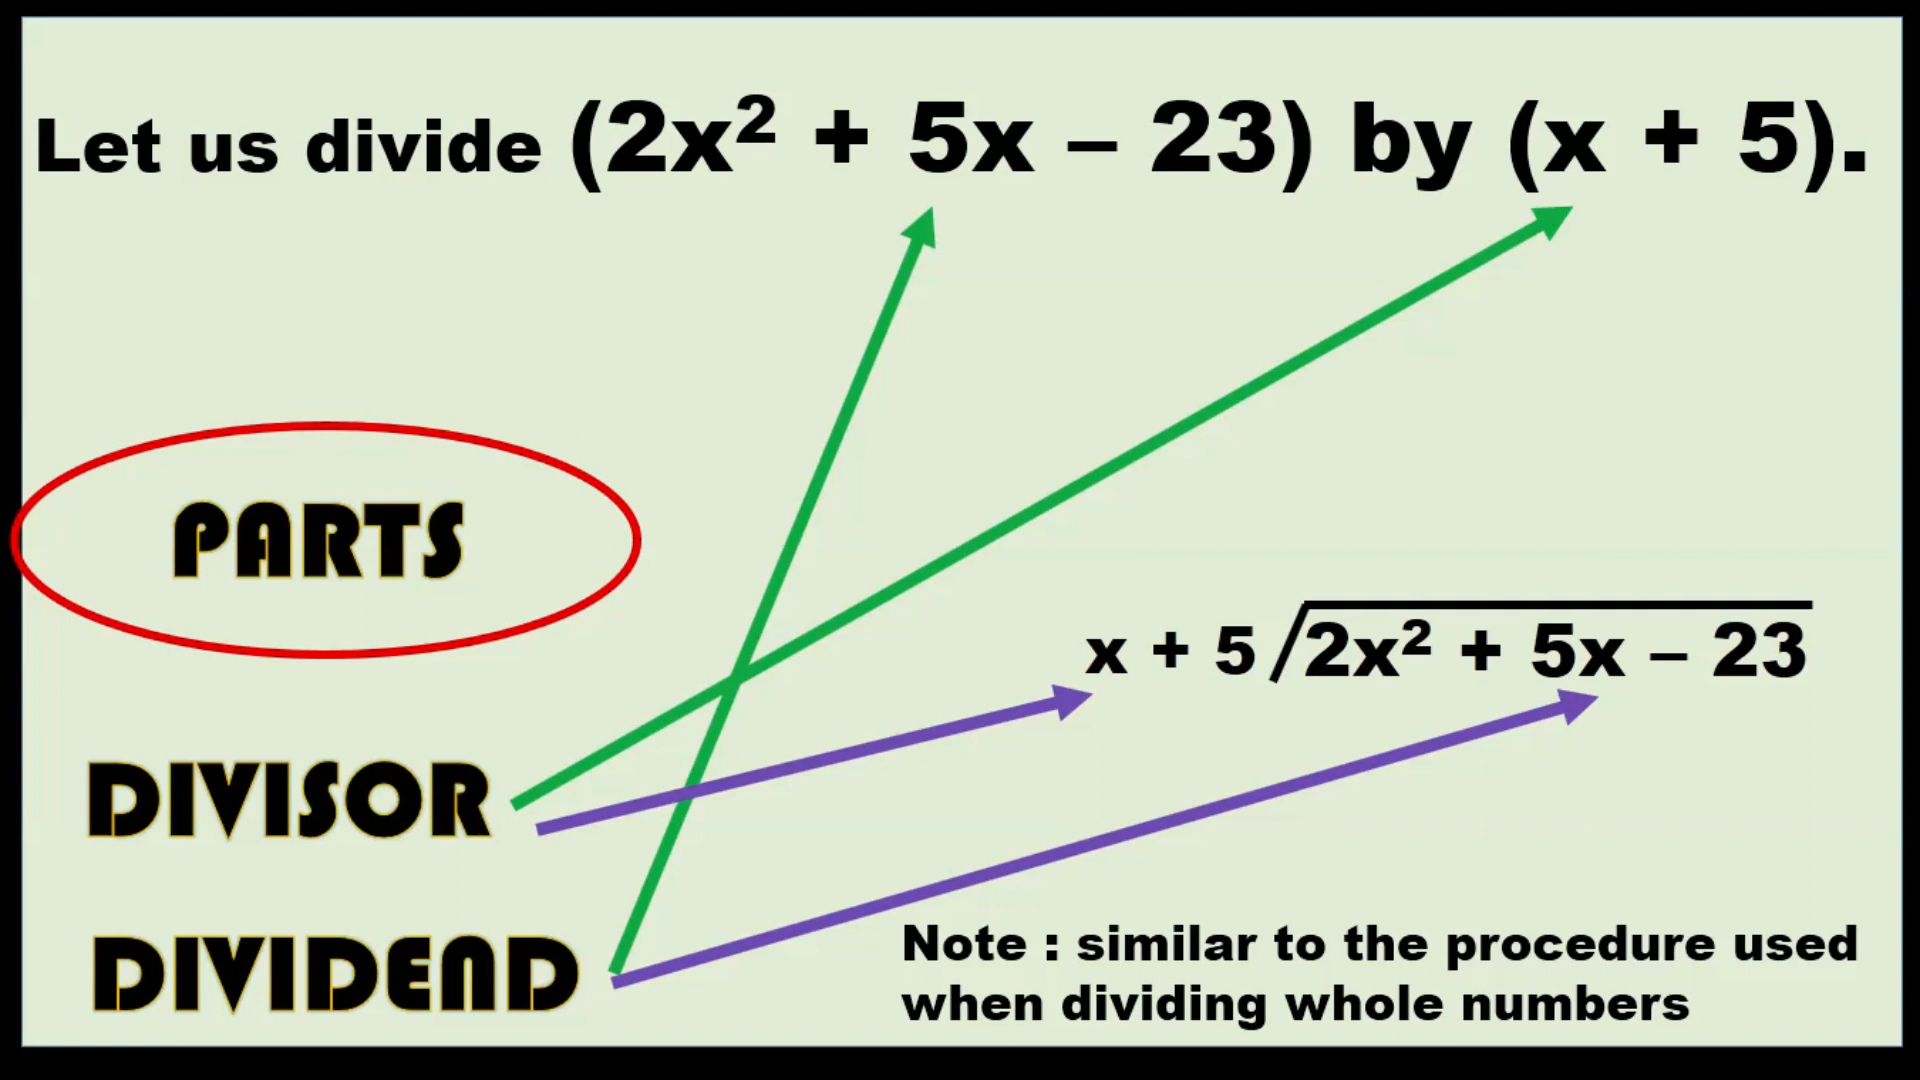 Let us divide (2x² + 5x – 23) by (x + 5).
PARTS
x + 5 2x² + 5x – 23
DIVISOR
DIVIDEND
Note : similar to the procedure used
when dividing whole numbers